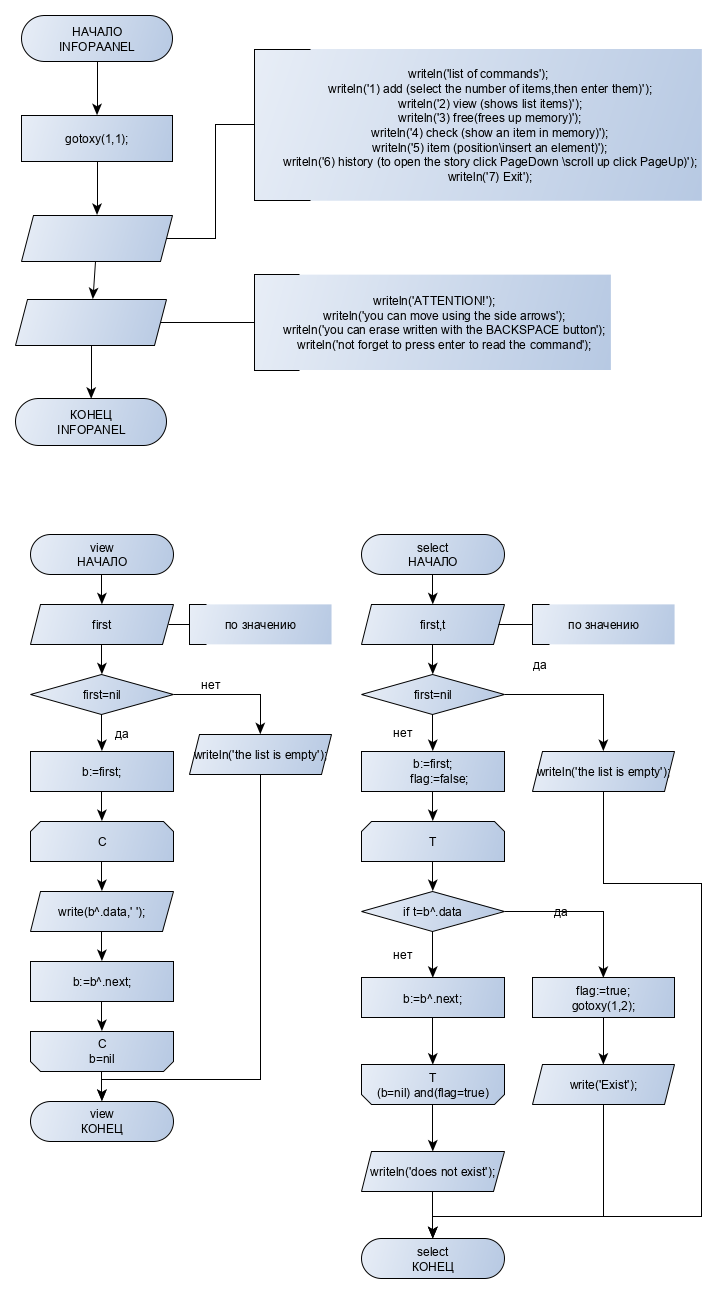 НАЧАЛО
INFOPAANEL
gotoxy(1,1);
writeln('list of commands');
writeln('1) add (select the number of items,then enter them)');
writeln('2) view (shows list items)');
writeln('3) free(frees up memory)');
writeln('4) check (show an item in memory)');
writeln('5) item (position\insert an element)');
writeln('6) history (to open the story click PageDown \scroll up click PageUp)');
writeln('7) Exit');
writeln('ATTENTION!');
writeln('you can move using the side arrows');
writeln('you can erase written with the BACKSPACE button');
writeln('not forget to press enter to read the command');
КОНЕЦ
INFOPANEL
view
НАЧАЛО
first
по значению
first=nil
нет
да
writeln('the list is empty');
b:=first;
C
write(b^.data,' ');
b:=b^.next;
C
b=nil
view
КОНЕЦ
select
НАЧАЛО
first,t
по значению
да
first=nil
нет
b:=first;
flag:=false;
writeln('the list is empty');
T
if t=b^.data
да
нет
b:=b^.next;
flag:=true;
gotoxy(1,2);
T
(b=nil) and(flag=true)
write('Exist');
writeln('does not exist');
select
КОНЕЦ